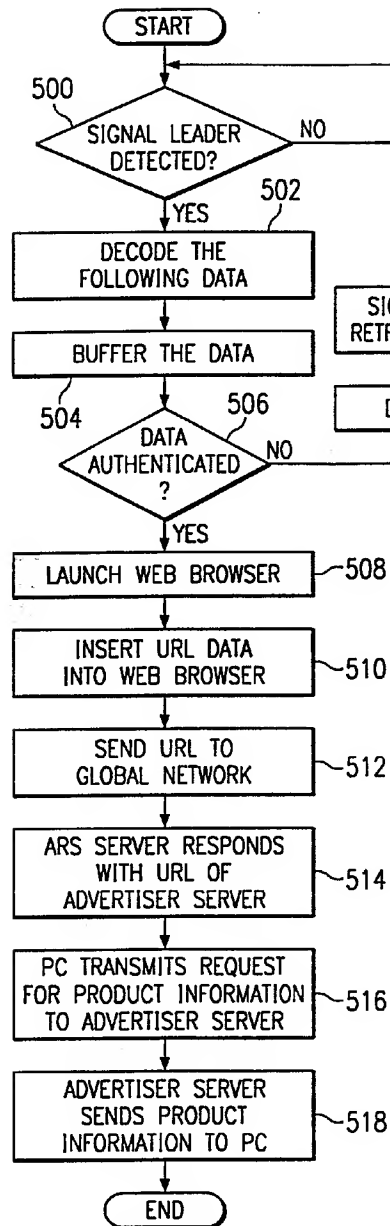 START
500
SIGNAL LEADER
DETECTED?
NO
YES
502
DECODE THE
FOLLOWING DATA
BUFFER THE DATA
504
506
DATA
AUTHENTICATED
?
NO
YES
LAUNCH WEB BROWSER
508
INSERT URL DATA
INTO WEB BROWSER
510
SEND URL TO
GLOBAL NETWORK
512
ARS SERVER RESPONDS
WITH URL OF
ADVERTISER SERVER
514
PC TRANSMITS REQUEST
FOR PRODUCT INFORMATION
TO ADVERTISER SERVER
516
ADVERTISER SERVER
SENDS PRODUCT
INFORMATION TO PC
518
END